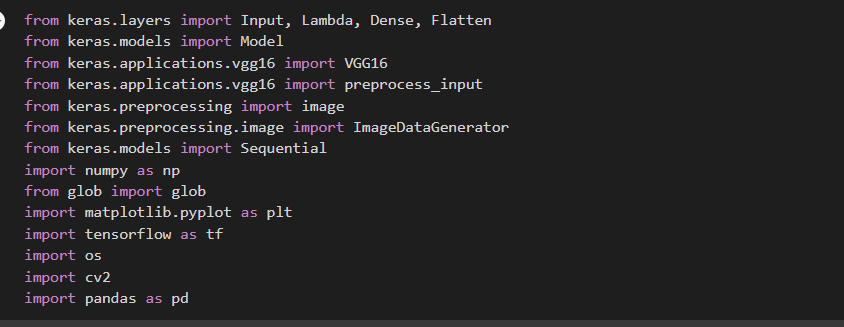 from keras.layers import Input, Lambda, Dense, Flatten
from keras.models import Model
from keras.applications.vgg16 import VGG16
from keras.applications.vgg16 import preprocess_input
from keras.preprocessing import image
from keras.preprocessing.image import ImageDataGenerator
from keras.models import Sequential
import numpy as np
from glob import glob
import matplotlib.pyplot as plt
import tensorflow as tf
import os
import cv2
import pandas as pd